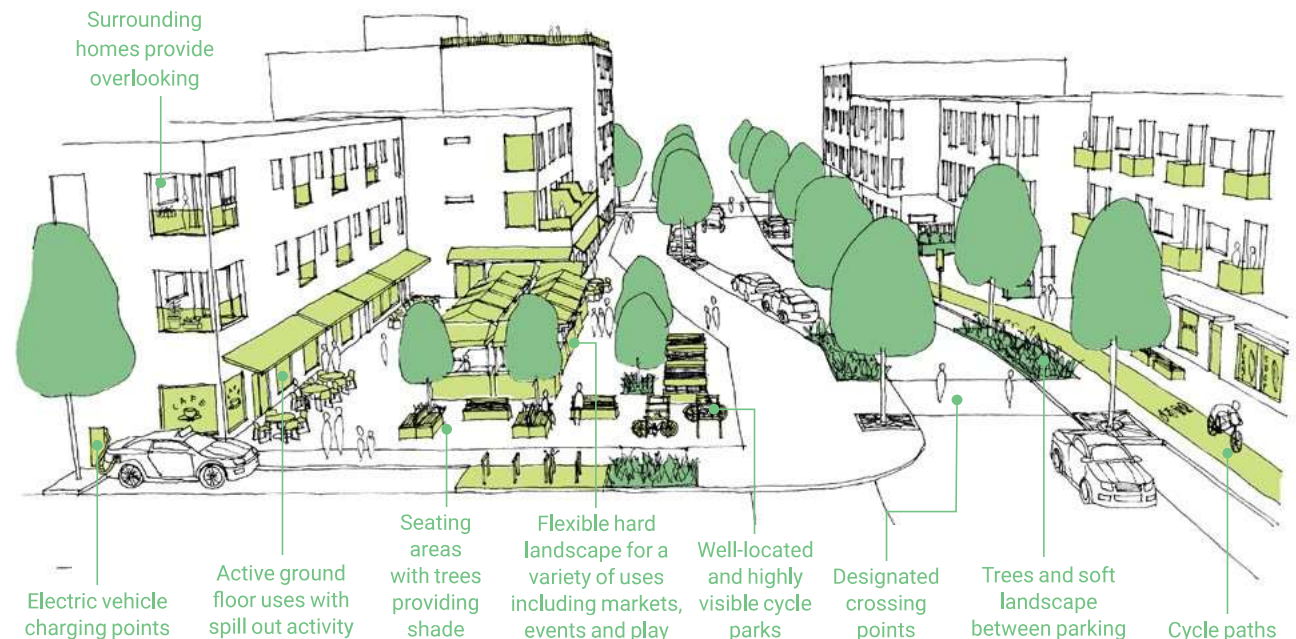 Surrounding
homes provide
overlooking
CAFE
Electric vehicle
charging points
Active ground
floor uses with
spill out activity
Seating
areas
with trees
providing
shade
Flexible hard
landscape for a
variety of uses
including markets,
events and play
Well-located
and highly
visible cycle
parks
Designated
crossing
points
Trees and soft
landscape
between parking
Cycle paths